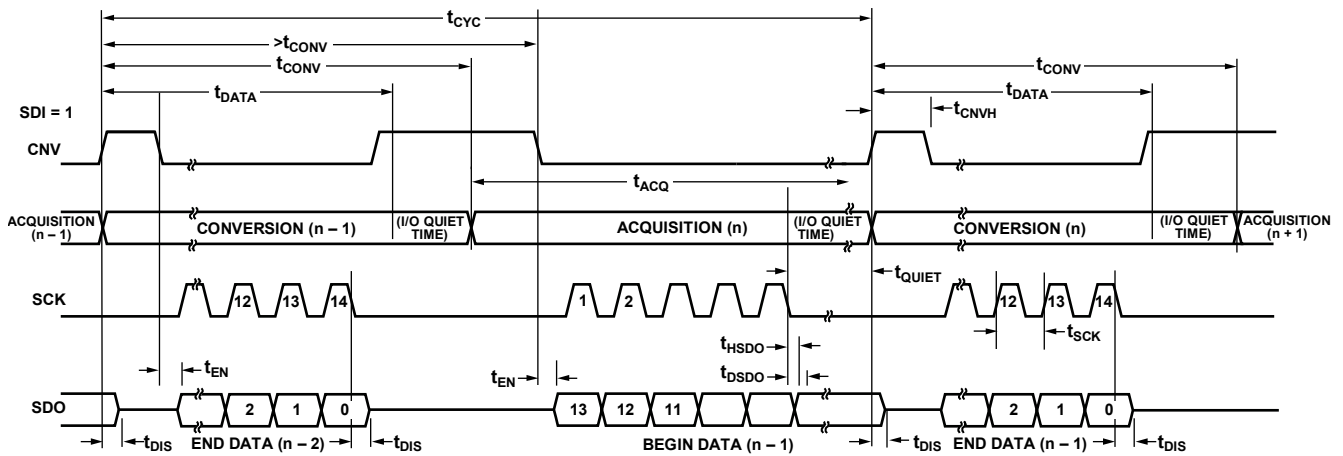 tCYC
>tCONV
tCONV
tCONV
tDATA
tDATA
SDI = 1
tCNVH
CNV
tACQ
ACQUISITION
(n – 1)
CONVERSION (n – 1)
(I/O QUIET
TIME)
ACQUISITION (n)
(I/O QUIET
TIME)
CONVERSION (n)
(I/O QUIET
TIME)
ACQUISITION
(n + 1)
tQUIET
SCK
12 13 14
1 2
12 13 14
tSCK
tHSDO
tEN
tEN
tDSDO
SDO
2 1 0
13 12 11
2 1 0
tDIS
END DATA (n – 2)
tDIS
BEGIN DATA (n – 1)
tDIS
END DATA (n – 1)
tDIS